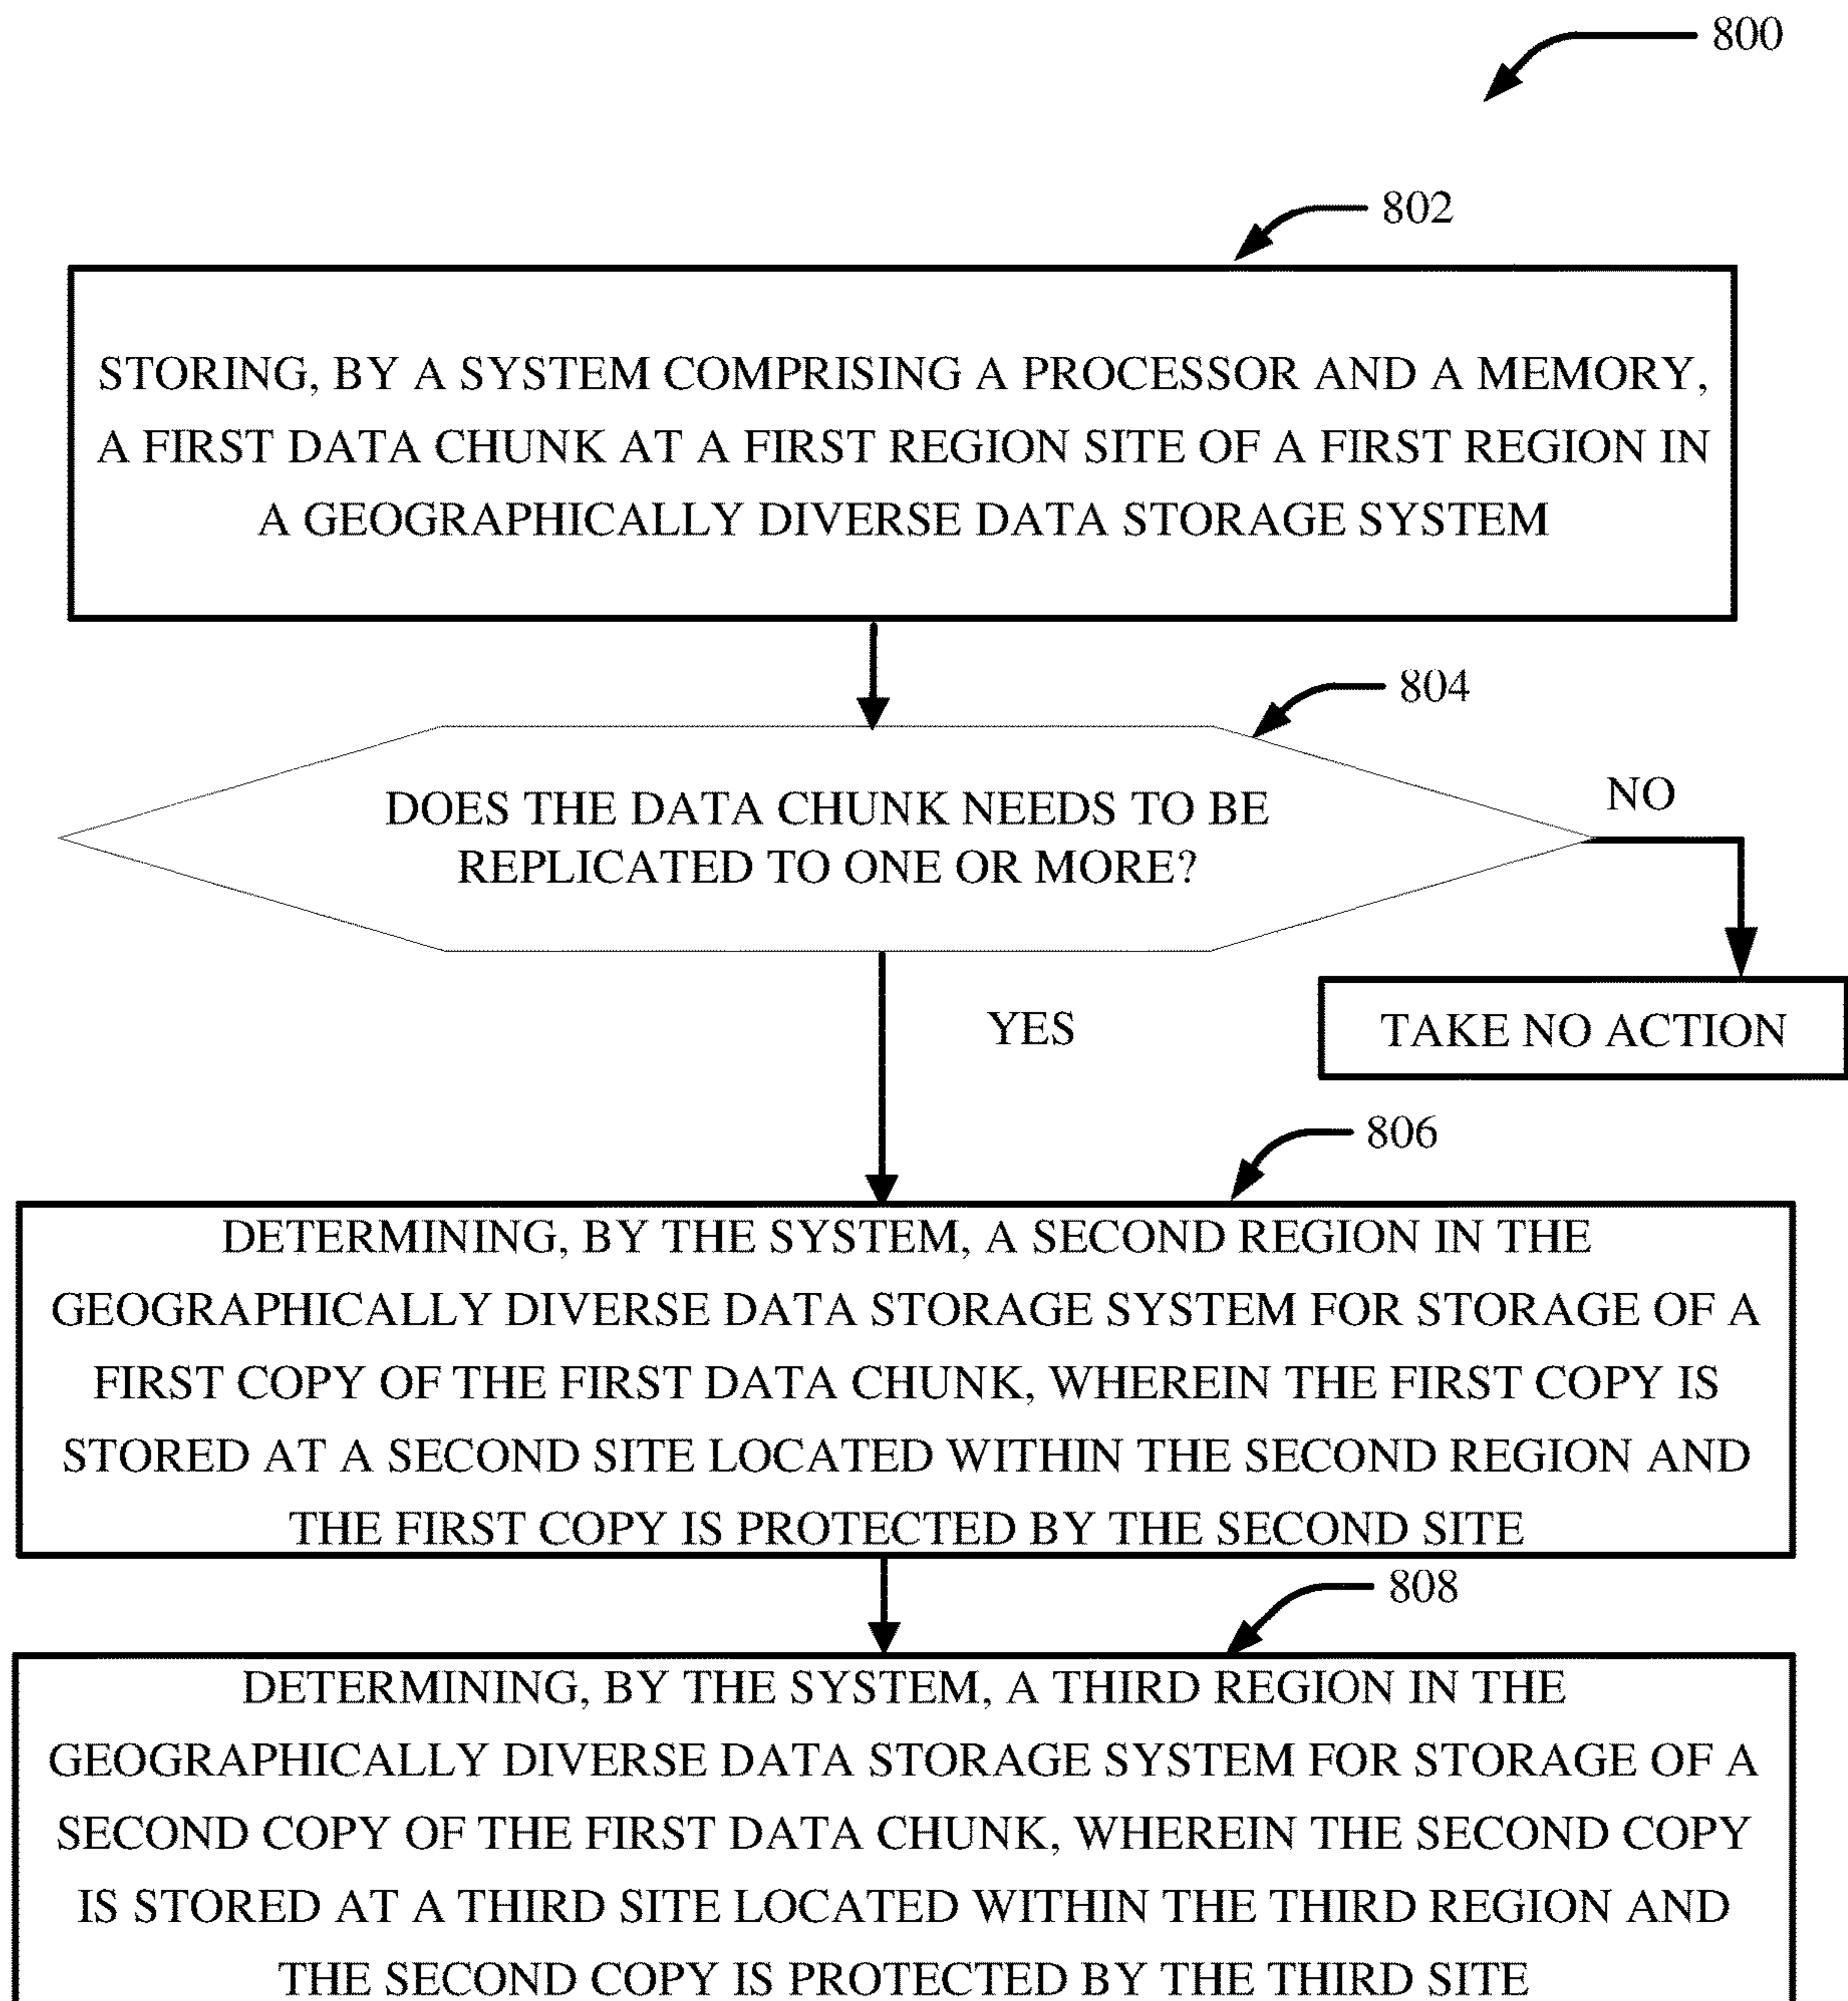 800
802
STORING, BY A SYSTEM COMPRISING A PROCESSOR AND A MEMORY,
A FIRST DATA CHUNK AT A FIRST REGION SITE OF A FIRST REGION IN
A GEOGRAPHICALLY DIVERSE DATA STORAGE SYSTEM
804
DOES THE DATA CHUNK NEEDS TO BE
REPLICATED TO ONE OR MORE?
NO
TAKE NO ACTION
YES
806
DETERMINING, BY THE SYSTEM, A SECOND REGION IN THE
GEOGRAPHICALLY DIVERSE DATA STORAGE SYSTEM FOR STORAGE OF A
FIRST COPY OF THE FIRST DATA CHUNK, WHEREIN THE FIRST COPY IS
STORED AT A SECOND SITE LOCATED WITHIN THE SECOND REGION AND
THE FIRST COPY IS PROTECTED BY THE SECOND SITE
808
DETERMINING, BY THE SYSTEM, A THIRD REGION IN THE
GEOGRAPHICALLY DIVERSE DATA STORAGE SYSTEM FOR STORAGE OF A
SECOND COPY OF THE FIRST DATA CHUNK, WHEREIN THE SECOND COPY
IS STORED AT A THIRD SITE LOCATED WITHIN THE THIRD REGION AND
THE SECOND COPY IS PROTECTED BY THE THIRD SITE